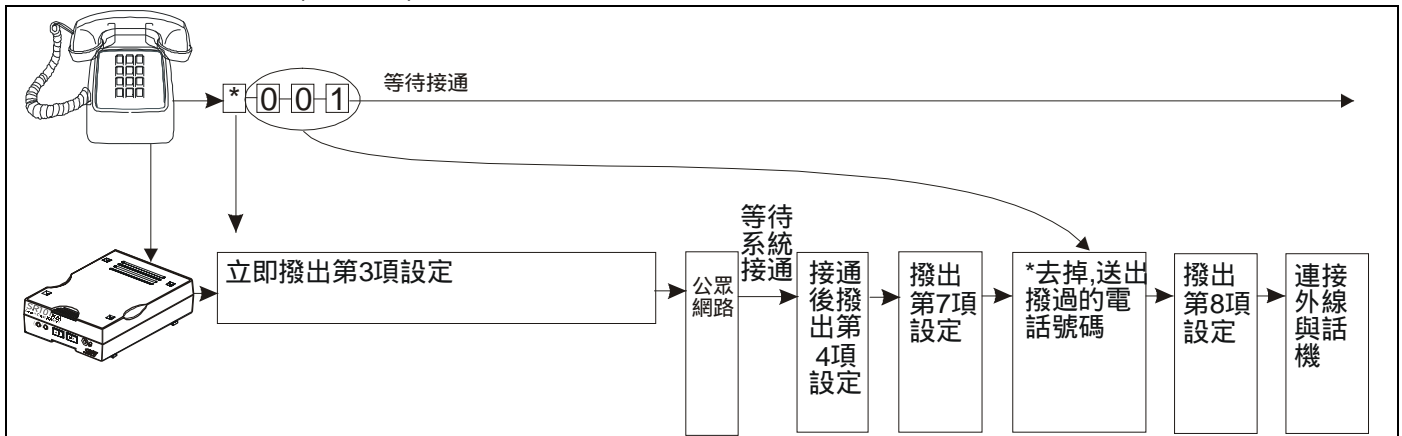 * 0 0 1 等待接通
立即撥出第3項設定
公眾
網路
等待
系統
接通
接通
後撥
出第
4項
設定
撥出
第7項
設定
*去掉,送出
撥過的電
話號碼
撥出
第8項
設定
連接
外線
與話
機